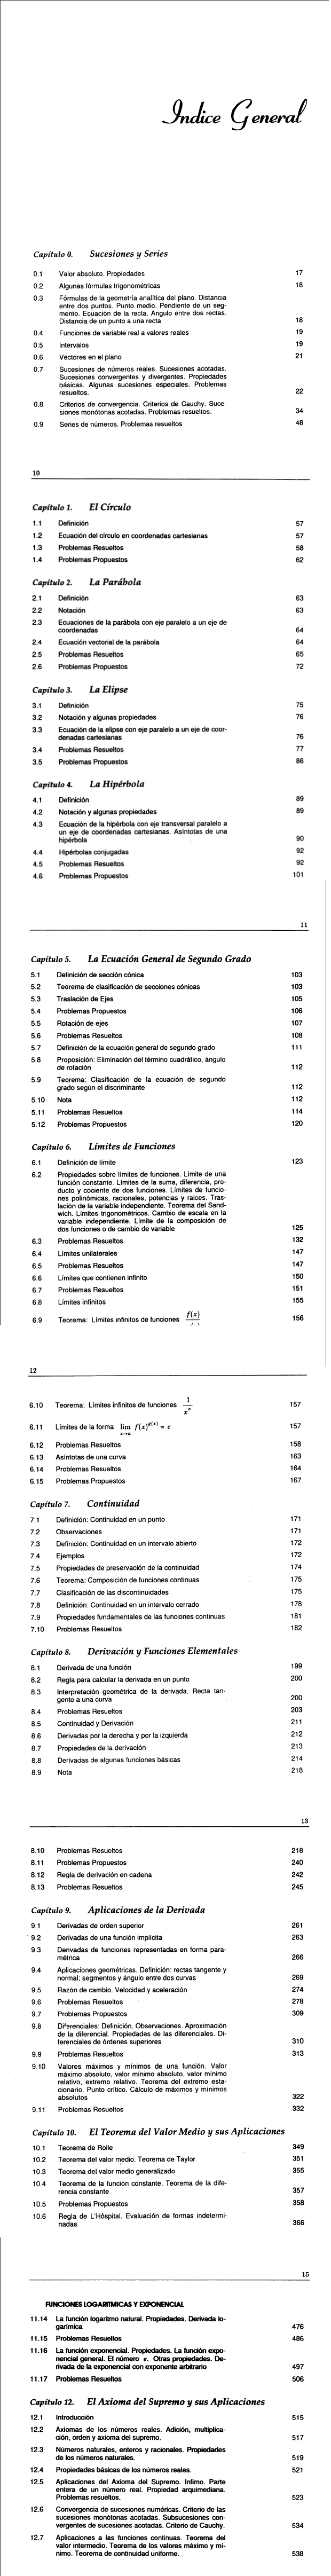 Indice General
Capítulo 0. Sucesiones y Series
0.1 Valor absoluto. Propiedades 17
0.2 Algunas fórmulas trigonométricas 18
0.3 Fórmulas de la geometría analítica del plano. Distancia
entre dos puntos. Punto medio. Pendiente de un seg-
mento. Ecuación de la recta. Angulo entre dos rectas.
Distancia de un punto a una recta 18
0.4 Funciones de variable real a valores reales 19
0.5 Intervalos 19
0.6 Vectores en el plano 21
0.7 Sucesiones de números reales. Sucesiones acotadas.
Sucesiones convergentes y divergentes. Propiedades
básicas. Algunas sucesiones especiales. Problemas
resueltos. 22
0.8 Criterios de convergencia. Criterios de Cauchy. Suce-
siones monótonas acotadas. Problemas resueltos. 34
0.9 Series de números. Problemas resueltos 48
10
Capítulo 1. El Círculo
1.1 Definición 57
1.2 Ecuación del círculo en coordenadas cartesianas 57
1.3 Problemas Resueltos 58
1.4 Problemas Propuestos 62
Capítulo 2. La Parábola
2.1 Definición 63
2.2 Notación 63
2.3 Ecuaciones de la parábola con eje paralelo a un eje de
coordenadas 64
2.4 Ecuación vectorial de la parábola 64
2.5 Problemas Resueltos 65
2.6 Problemas Propuestos 72
Capítulo 3. La Elipse
3.1 Definición 75
3.2 Notación y algunas propiedades 76
3.3 Ecuación de la elipse con eje paralelo a un eje de coor-
denadas cartesianas 76
3.4 Problemas Resueltos 77
3.5 Problemas Propuestos 86
Capítulo 4. La Hipérbola
4.1 Definición 89
4.2 Notación y algunas propiedades 89
4.3 Ecuación de la hipérbola con eje transversal paralelo a
un eje de coordenadas cartesianas. Asíntotas de una
hipérbola 90
4.4 Hipérbolas conjugadas 92
4.5 Problemas Resueltos 92
4.6 Problemas Propuestos 101
11
Capítulo 5. La Ecuación General de Segundo Grado
5.1 Definición de sección cónica 103
5.2 Teorema de clasificación de secciones cónicas 103
5.3 Traslación de Ejes 105
5.4 Problemas Propuestos 106
5.5 Rotación de ejes 107
5.6 Problemas Resueltos 108
5.7 Definición de la ecuación general de segundo grado 111
5.8 Proposición: Eliminación del término cuadrático, ángulo
de rotación 112
5.9 Teorema: Clasificación de la ecuación de segundo
grado según el discriminante 112
5.10 Nota 112
5.11 Problemas Resueltos 114
5.12 Problemas Propuestos 120
Capítulo 6. Límites de Funciones
6.1 Definición de límite 123
6.2 Propiedades sobre límites de funciones. Límite de una
función constante. Límites de la suma, diferencia, pro-
ducto y cociente de dos funciones. Límites de funcio-
nes polinómicas, racionales, potencias y raíces. Tras-
lación de la variable independiente. Teorema del Sand-
wich. Límites trigonométricos. Cambio de escala en la
variable independiente. Límite de la composición de
dos funciones o de cambio de variable 125
6.3 Problemas Resueltos 132
6.4 Límites unilaterales 147
6.5 Problemas Resueltos 147
6.6 Límites que contienen infinito 150
6.7 Problemas Resueltos 151
6.8 Límites infinitos 155
6.9 Teorema: Límites infinitos de funciones f(x) 156
12
6.10 Teorema: Límites infinitos de funciones 1/xⁿ 157
6.11 Límites de la forma lim x→a f(x)^g(x) = c 157
6.12 Problemas Resueltos 158
6.13 Asíntotas de una curva 163
6.14 Problemas Resueltos 164
6.15 Problemas Propuestos 167
Capítulo 7. Continuidad
7.1 Definición: Continuidad en un punto 171
7.2 Observaciones 171
7.3 Definición: Continuidad en un intervalo abierto 172
7.4 Ejemplos 172
7.5 Propiedades de preservación de la continuidad 174
7.6 Teorema: Composición de funciones continuas 175
7.7 Clasificación de las discontinuidades 175
7.8 Definición: Continuidad en un intervalo cerrado 178
7.9 Propiedades fundamentales de las funciones continuas 181
7.10 Problemas Resueltos 182
Capítulo 8. Derivación y Funciones Elementales
8.1 Derivada de una función 199
8.2 Regla para calcular la derivada en un punto 200
8.3 Interpretación geométrica de la derivada. Recta tan-
gente a una curva 200
8.4 Problemas Resueltos 203
8.5 Continuidad y Derivación 211
8.6 Derivadas por la derecha y por la izquierda 212
8.7 Propiedades de la derivación 213
8.8 Derivadas de algunas funciones básicas 214
8.9 Nota 218
13
8.10 Problemas Resueltos 218
8.11 Problemas Propuestos 240
8.12 Regla de derivación en cadena 242
8.13 Problemas Resueltos 245
Capítulo 9. Aplicaciones de la Derivada
9.1 Derivadas de orden superior 261
9.2 Derivadas de una función implícita 263
9.3 Derivadas de funciones representadas en forma para-
métrica 266
9.4 Aplicaciones geométricas. Definición: rectas tangente y
normal; segmentos y ángulo entre dos curvas 269
9.5 Razón de cambio. Velocidad y aceleración 274
9.6 Problemas Resueltos 278
9.7 Problemas Propuestos 309
9.8 Diferenciales: Definición. Observaciones. Aproximación
de la diferencial. Propiedades de las diferenciales. Di-
ferenciales de órdenes superiores 310
9.9 Problemas Resueltos 313
9.10 Valores máximos y mínimos de una función. Valor
máximo absoluto, valor mínimo absoluto, valor mínimo
relativo, extremo relativo. Teorema del extremo esta-
cionario. Punto crítico. Cálculo de máximos y mínimos
absolutos 322
9.11 Problemas Resueltos 332
Capítulo 10. El Teorema del Valor Medio y sus Aplicaciones
10.1 Teorema de Rolle 349
10.2 Teorema del valor medio. Teorema de Taylor 351
10.3 Teorema del valor medio generalizado 355
10.4 Teorema de la función constante. Teorema de la dife-
rencia constante 357
10.5 Problemas Propuestos 358
10.6 Regla de L'Hôspital. Evaluación de formas indetermi-
nadas 366
15
FUNCIONES LOGARITMICAS Y EXPONENCIAL
11.14 La función logaritmo natural. Propiedades. Derivada lo-
garímica 476
11.15 Problemas Resueltos 486
11.16 La función exponencial. Propiedades. La función expo-
nencial general. El número e. Otras propiedades. De-
rivada de la exponencial con exponente arbitrario 497
11.17 Problemas Resueltos 506
Capítulo 12. El Axioma del Supremo y sus Aplicaciones
12.1 Introducción 515
12.2 Axiomas de los números reales. Adición, multiplica-
ción, orden y axioma del supremo. 517
12.3 Números naturales, enteros y racionales. Propiedades
de los números naturales. 519
12.4 Propiedades básicas de los números reales. 521
12.5 Aplicaciones del Axioma del Supremo. Infimo. Parte
entera de un número real. Propiedad arquimediana.
Problemas resueltos. 523
12.6 Convergencia de sucesiones numéricas. Criterio de las
sucesiones monótonas acotadas. Subsucesiones con-
vergentes de sucesiones acotadas. Criterio de Cauchy. 534
12.7 Aplicaciones a las funciones continuas. Teorema del
valor intermedio. Teorema de los valores máximo y mí-
nimo. Teorema de continuidad uniforme. 538